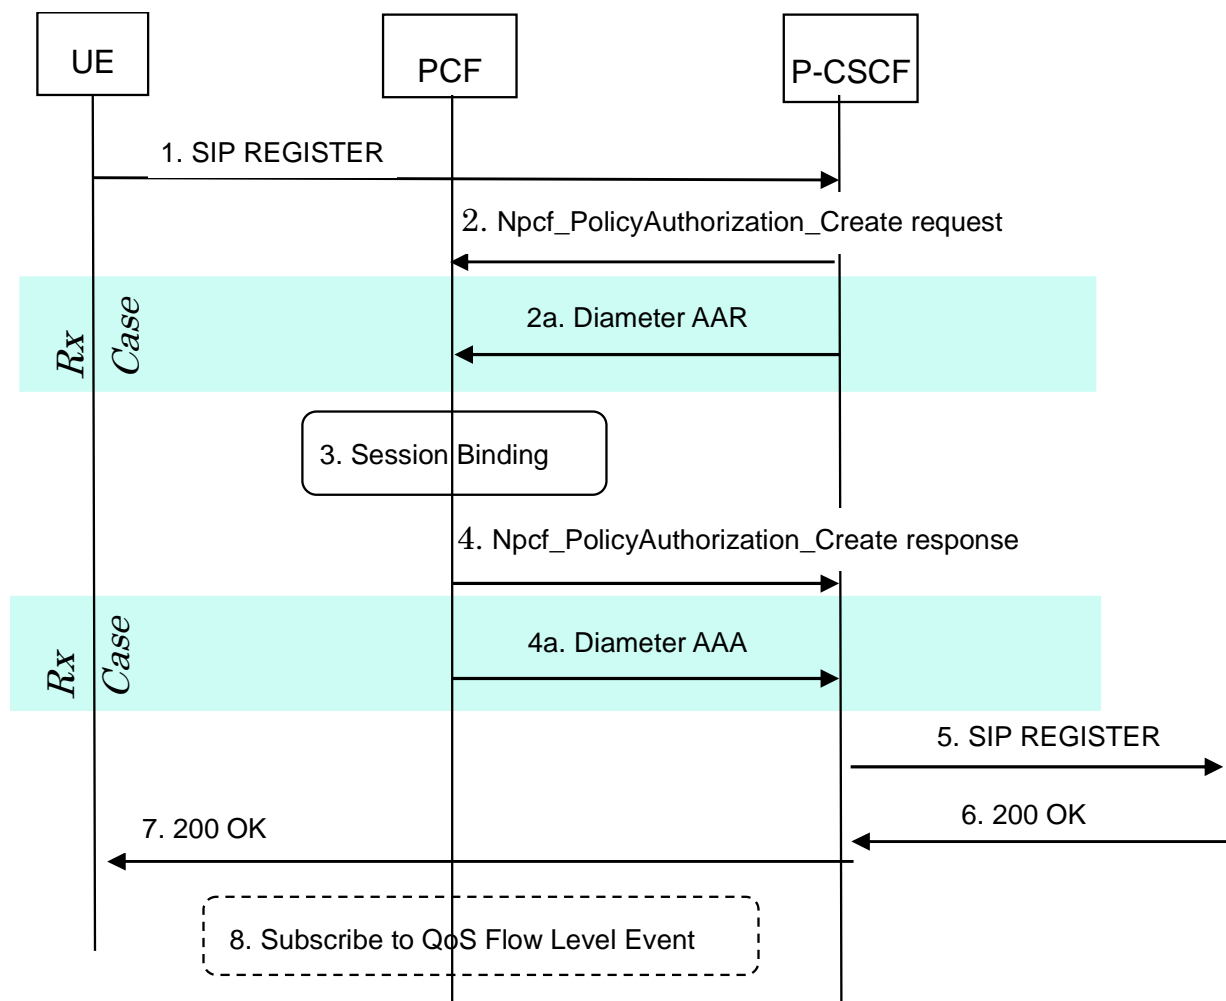 UE
PCF
P-CSCF
1. SIP REGISTER
2. Npcf_PolicyAuthorization_Create request
Rx
Case
2a. Diameter AAR
3. Session Binding
4. Npcf_PolicyAuthorization_Create response
Rx
Case
4a. Diameter AAA
5. SIP REGISTER
6. 200 OK
7. 200 OK
8. Subscribe to QoS Flow Level Event